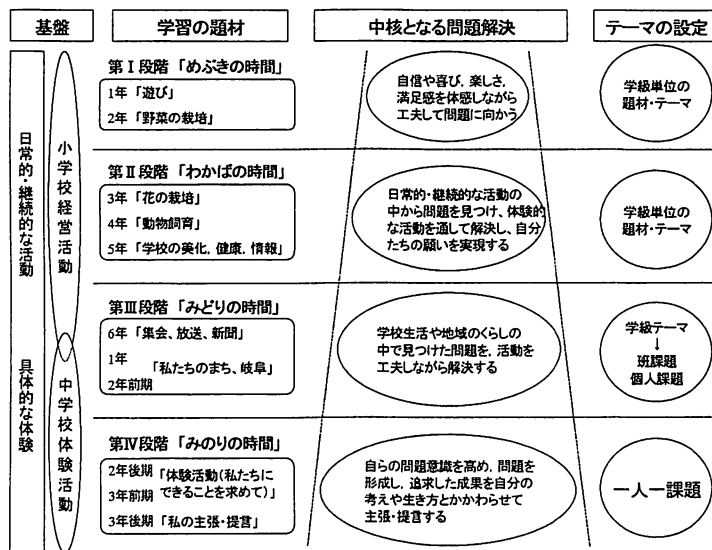 基盤
学習の題材
中核となる問題解決
テーマの設定
日常的・継続的な活動
具体的な体験
小学校経営活動
中学校体験活動
第Ⅰ段階「めぶきの時間」
1年「遊び」
2年「野菜の栽培」
自信や喜び，楽しさ，
満足感を体感しながら
工夫して問題に向かう
学級単位の
題材・テーマ
第Ⅱ段階「わかばの時間」
3年「花の栽培」
4年「動物飼育」
5年「学校の美化，健康，情報」
日常的・継続的な活動の
中から問題を見つけ、体験的
な活動を通して解決し、自分
たちの願いを実現する
学級単位の
題材・テーマ
第Ⅲ段階「みどりの時間」
6年「集会、放送、新聞」
1年
「私たちのまち、岐阜」
2年前期
学校生活や地域のくらしの
中で見つけた問題を，活動を
工夫しながら解決する
学級テーマ
↓
班課題
個人課題
第Ⅳ段階「みのりの時間」
2年後期「体験活動(私たちに
3年前期 できることを求めて)」
3年後期「私の主張・提言」
自らの問題意識を高め，問題を
形成し，追求した成果を自分の
考えや生き方とかかわらせて
主張・提言する
一人一課題